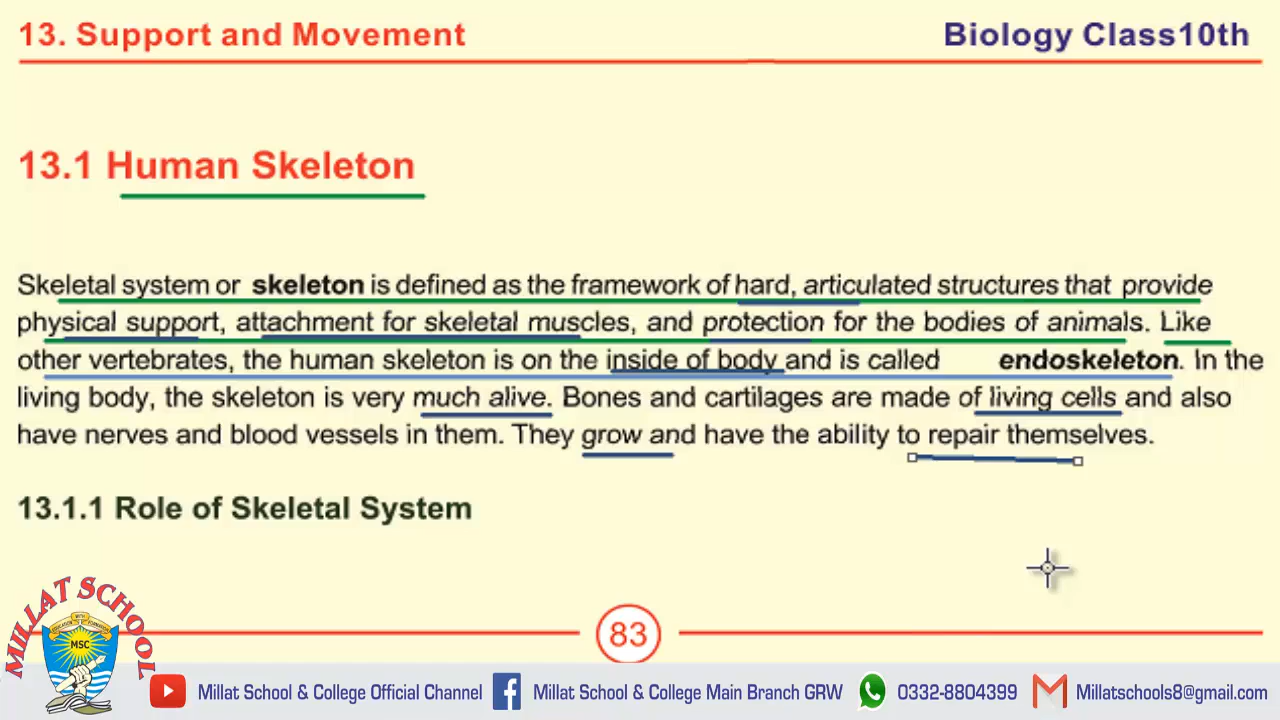 13. Support and Movement Biology Class10th
13.1 Human Skeleton
Skeletal system or skeleton is defined as the framework of hard, articulated structures that provide
physical support, attachment for skeletal muscles, and protection for the bodies of animals. Like
other vertebrates, the human skeleton is on the inside of body and is called endoskeleton. In the
living body, the skeleton is very much alive. Bones and cartilages are made of living cells and also
have nerves and blood vessels in them. They grow and have the ability to repair themselves.
13.1.1 Role of Skeletal System
MILLAT SCHOOL
MSC
83
Millat School & College Official Channel Millat School & College Main Branch GRW 0332-8804399 Millatschools8@gmail.com